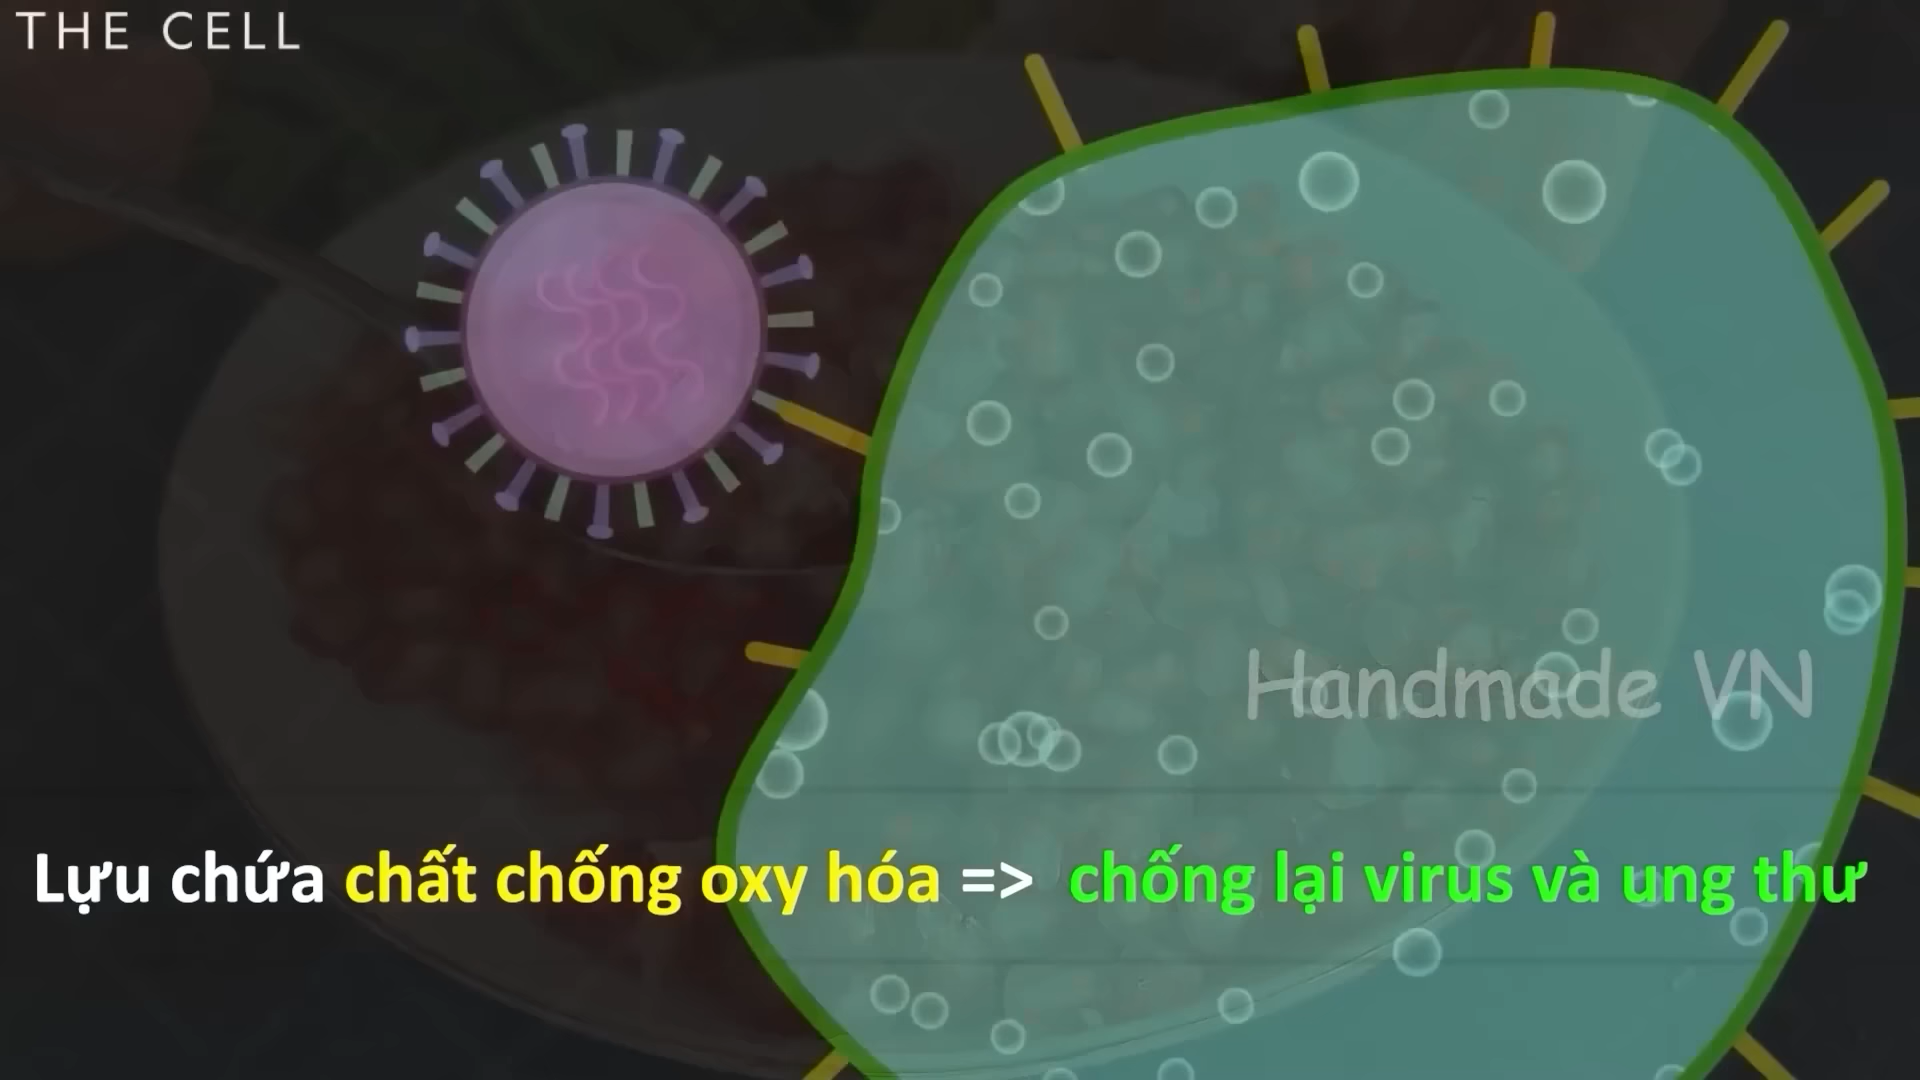 THE CELL
Handmade VN
Lựu chứa chất chống oxy hóa => chống lại virus và ung thư